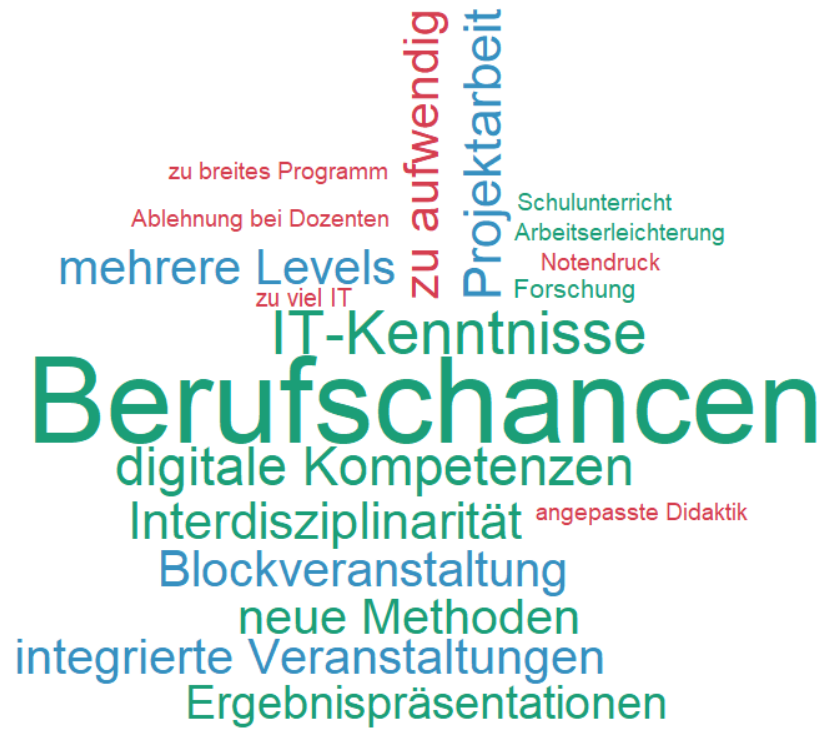 zu aufwendig
Projektarbeit
zu breites Programm
Schulunterricht
Ablehnung bei Dozenten
Arbeitserleichterung
mehrere Levels
Notendruck
zu viel IT
Forschung
IT-Kenntnisse
Berufschancen
digitale Kompetenzen
Interdisziplinarität
angepasste Didaktik
Blockveranstaltung
neue Methoden
integrierte Veranstaltungen
Ergebnispräsentationen